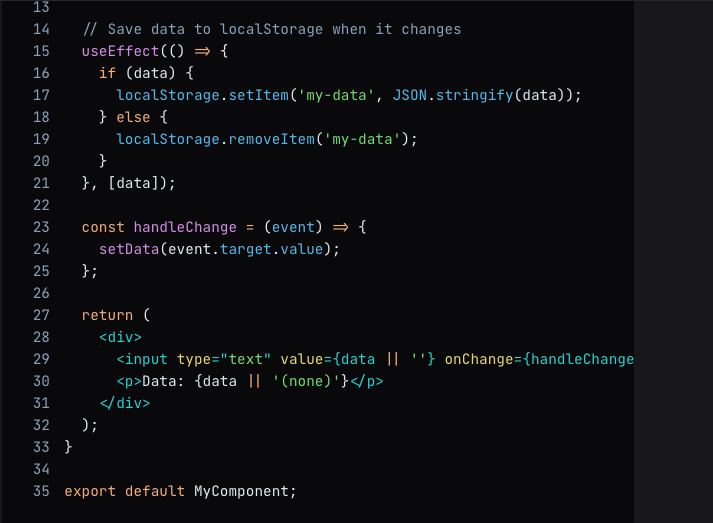 13
14 // Save data to localStorage when it changes
15 useEffect(() => {
16 if (data) {
17 localStorage.setItem('my-data', JSON.stringify(data));
18 } else {
19 localStorage.removeItem('my-data');
20 }
21 }, [data]);
22
23 const handleChange = (event) => {
24 setData(event.target.value);
25 };
26
27 return (
28 <div>
29 <input type="text" value={data || ''} onChange={handleChange
30 <p>Data: {data || '(none)'}</p>
31 </div>
32 );
33 }
34
35 export default MyComponent;